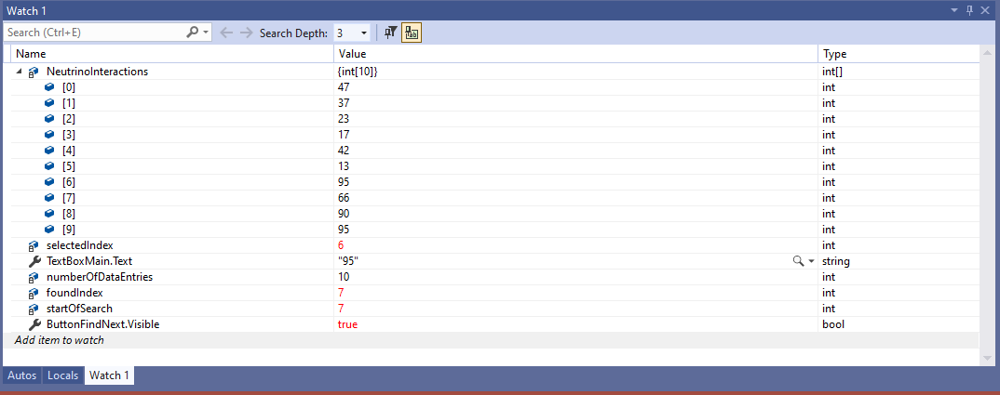 Watch 1
Search (Ctrl+E) Search Depth: 3
Name Value Type
NeutrinoInteractions {int[10]} int[]
[0] 47 int
[1] 37 int
[2] 23 int
[3] 17 int
[4] 42 int
[5] 13 int
[6] 95 int
[7] 66 int
[8] 90 int
[9] 95 int
selectedIndex 6 int
TextBoxMain.Text "95" string
numberOfDataEntries 10 int
foundIndex 7 int
startOfSearch 7 int
ButtonFindNext.Visible true bool
Add item to watch
Autos Locals Watch 1